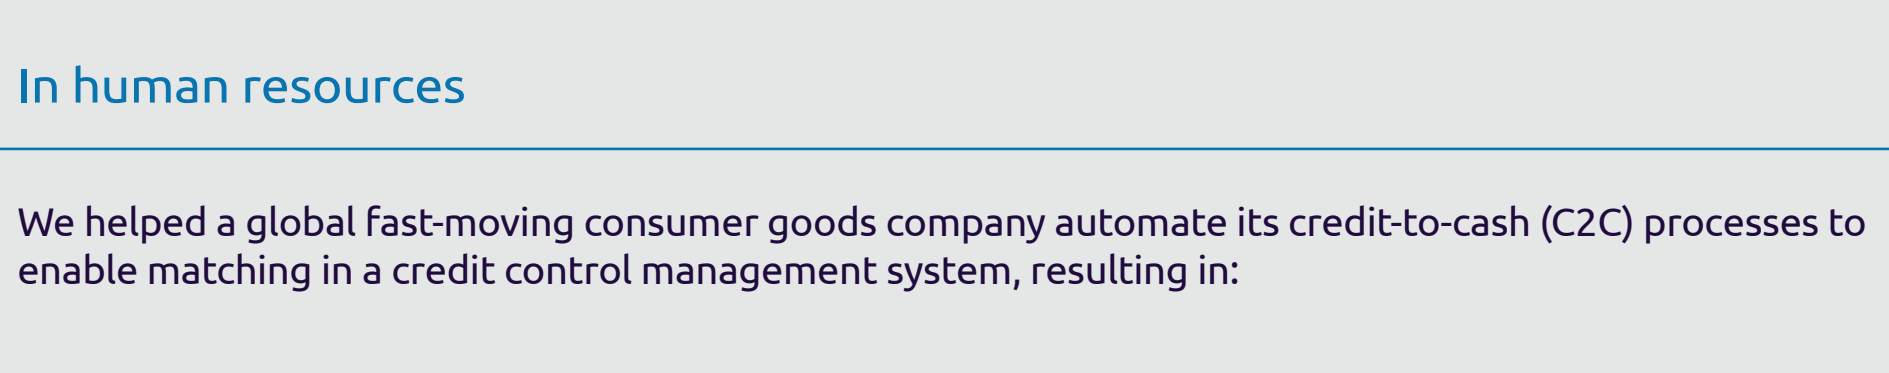 In human resources
We helped a global fast-moving consumer goods company automate its credit-to-cash (C2C) processes to
enable matching in a credit control management system, resulting in: